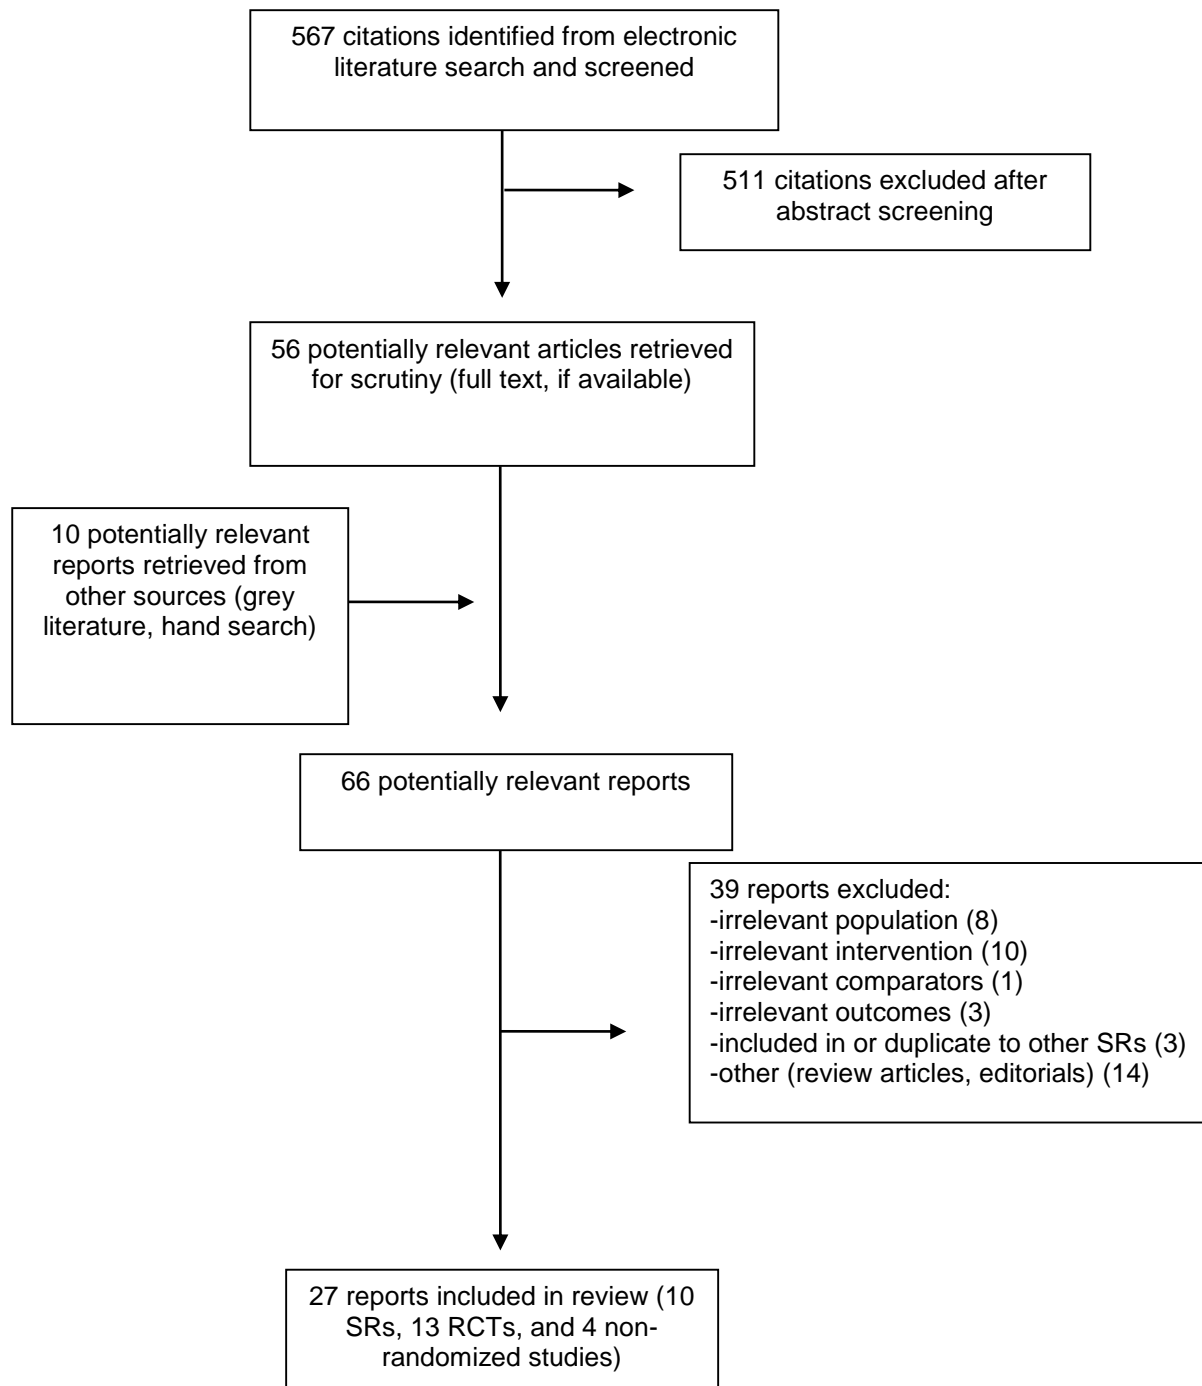 567 citations identified from electronic
literature search and screened
511 citations excluded after
abstract screening
56 potentially relevant articles retrieved
for scrutiny (full text, if available)
10 potentially relevant
reports retrieved from
other sources (grey
literature, hand search)
66 potentially relevant reports
39 reports excluded:
-irrelevant population (8)
-irrelevant intervention (10)
-irrelevant comparators (1)
-irrelevant outcomes (3)
-included in or duplicate to other SRs (3)
-other (review articles, editorials) (14)
27 reports included in review (10
SRs, 13 RCTs, and 4 non-
randomized studies)